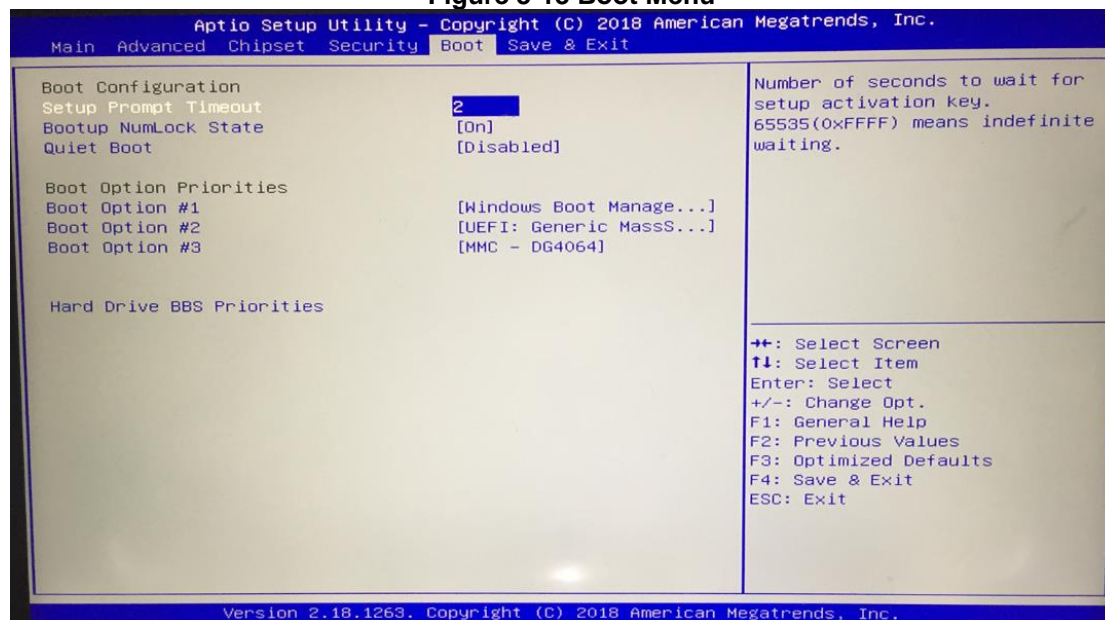 Aptio Setup Utility – Copyright (C) 2018 American Megatrends, Inc.
Main Advanced Chipset Security Boot Save & Exit
Boot Configuration
Setup Prompt Timeout 2
Bootup NumLock State [On]
Quiet Boot [Disabled]
Boot Option Priorities
Boot Option #1 [Windows Boot Manage...]
Boot Option #2 [UEFI: Generic MassS...]
Boot Option #3 [MMC - DG4064]
Hard Drive BBS Priorities
Number of seconds to wait for
setup activation key.
65535(0xFFFF) means indefinite
waiting.
→←: Select Screen
↑↓: Select Item
Enter: Select
+/-: Change Opt.
F1: General Help
F2: Previous Values
F3: Optimized Defaults
F4: Save & Exit
ESC: Exit
Version 2.18.1263. Copyright (C) 2018 American Megatrends, Inc.